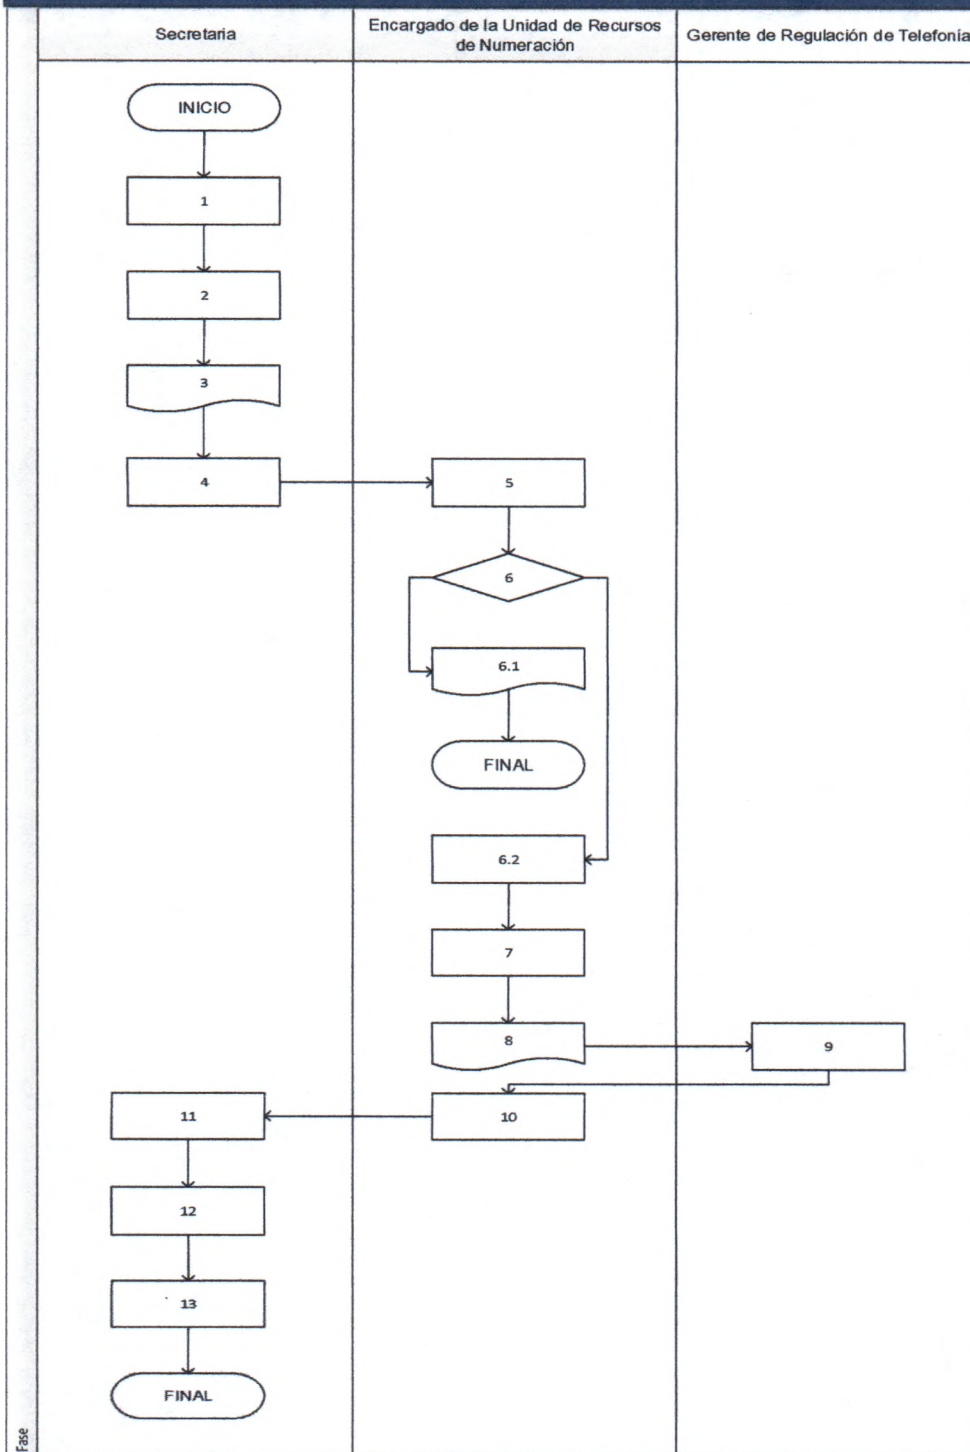 Secretaria
Encargado de la Unidad de Recursos
de Numeración
Gerente de Regulación de Telefonía
INICIO
1
2
3
4
5
6
6.1
FINAL
6.2
7
8
9
10
11
12
13
FINAL
Fase